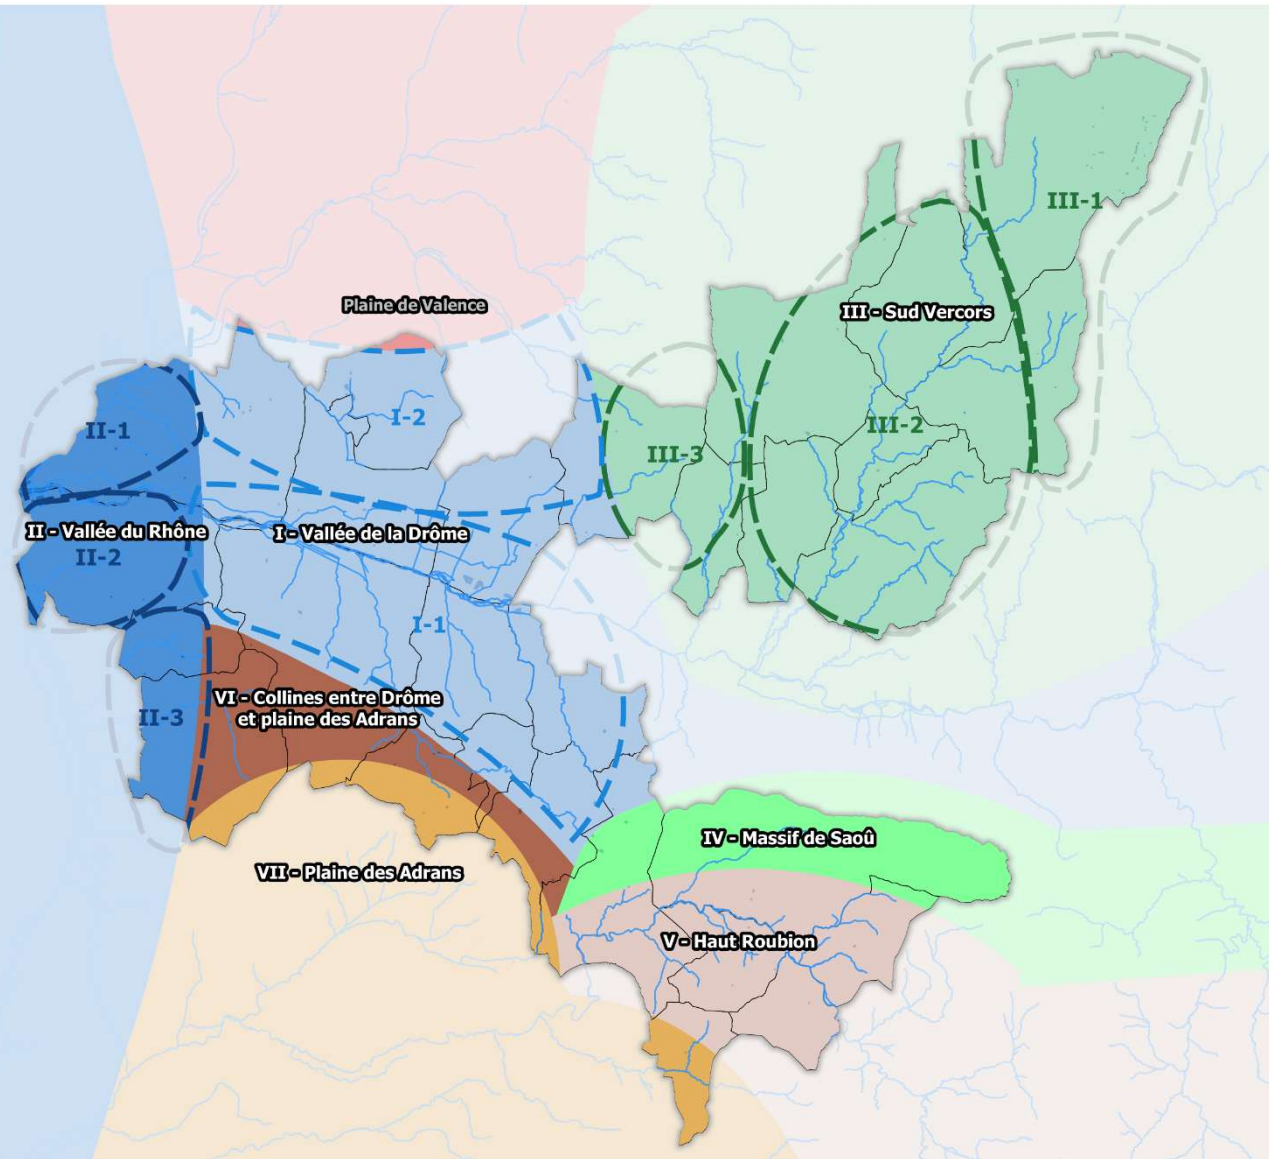 III-1
Plaine de Valence
III - Sud Vercors
I-2
III-2
II-1
III-3
II - Vallée du Rhône
I - Vallée de la Drôme
II-2
I-1
VI - Collines entre Drôme
et plaine des Adrans
II-3
IV - Massif de Saoû
VII - Plaine des Adrans
V - Haut Roubion